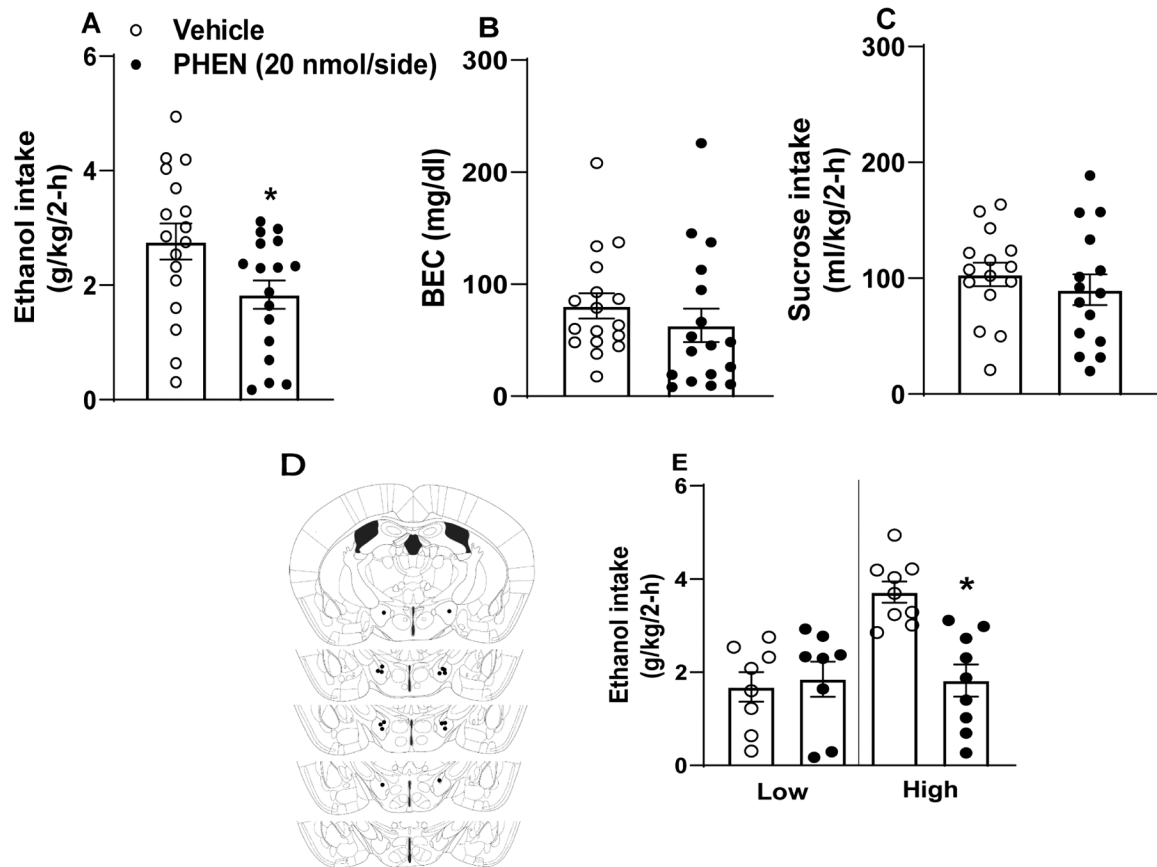 A
Vehicle
PHEN (20 nmol/side)
Ethanol intake
(g/kg/2-h)
6
4
2
0
*
B
BEC (mg/dl)
300
200
100
0
C
Sucrose intake
(ml/kg/2-h)
300
200
100
0
D
E
Ethanol intake
(g/kg/2-h)
6
4
2
0
*
Low
High